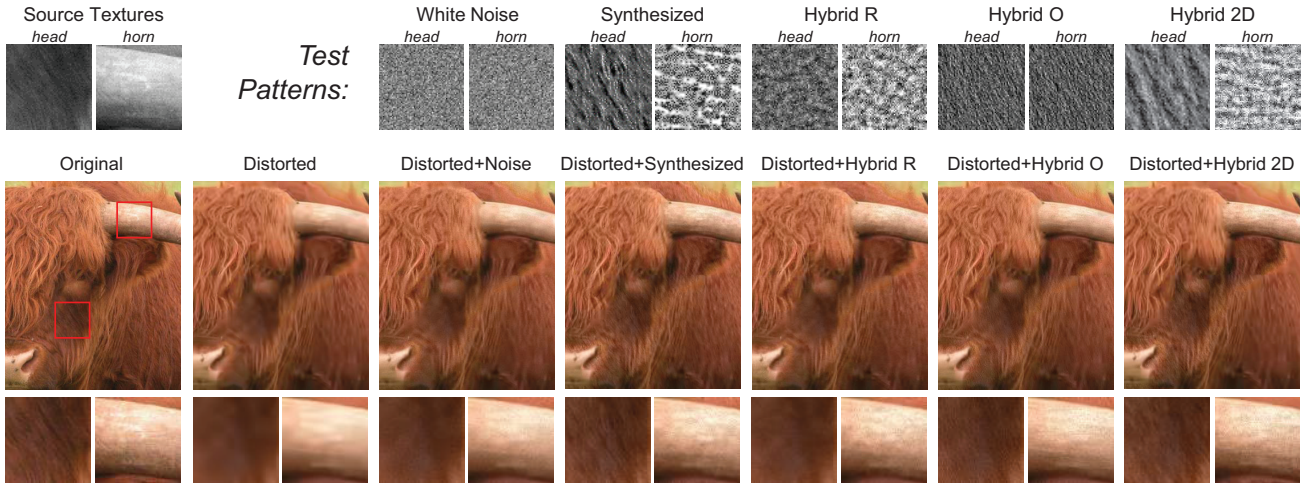 Source Textures
head horn
Test
Patterns:
White Noise
head horn
Synthesized
head horn
Hybrid R
head horn
Hybrid O
head horn
Hybrid 2D
head horn
Original
Distorted
Distorted+Noise
Distorted+Synthesized
Distorted+Hybrid R
Distorted+Hybrid O
Distorted+Hybrid 2D